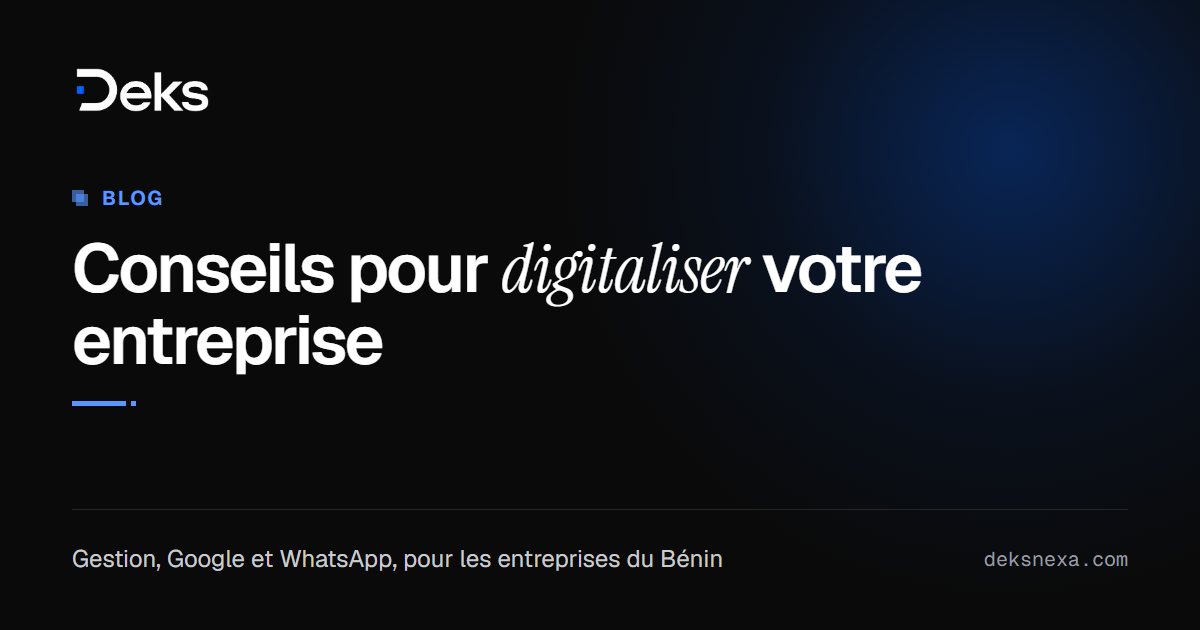 Deks
BLOG
Conseils pour digitaliser votre
entreprise
Gestion, Google et WhatsApp, pour les entreprises du Bénin
deksnexa.com